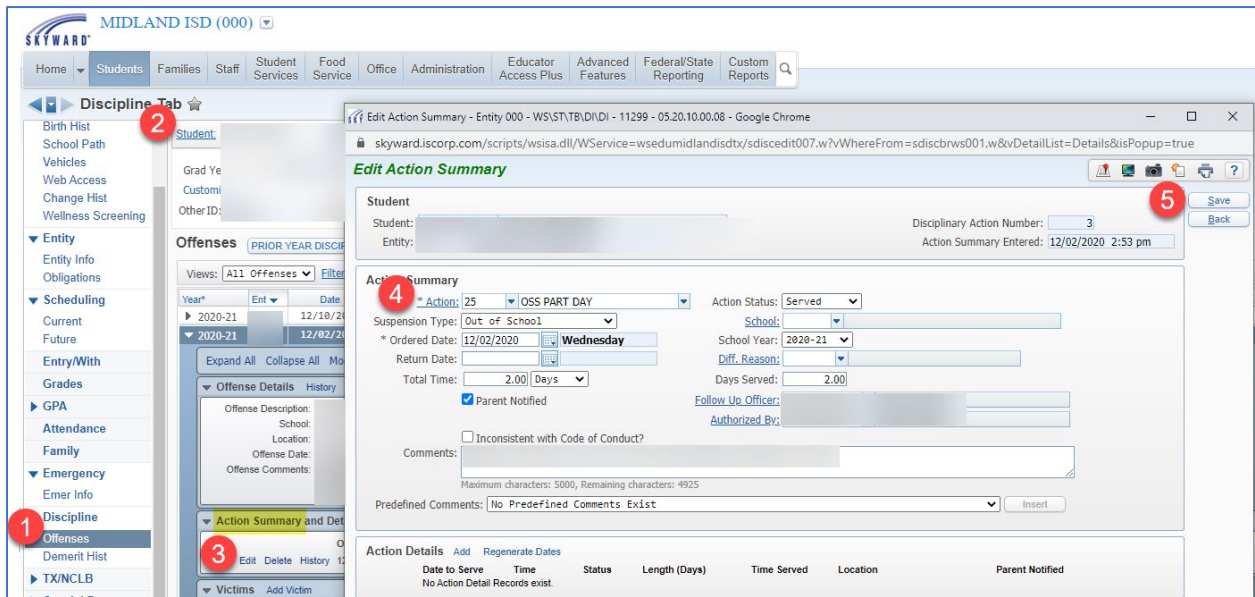 MIDLAND ISD (000)
SKYWARD
Home Students Families Staff Student Services Food Service Office Administration Educator Access Plus Advanced Features Federal/State Reporting Custom Reports
Discipline Tab
2
Birth Hist
School Path
Vehicles
Web Access
Change Hist
Wellness Screening
Entity
Entity Info
Obligations
Scheduling
Current
Future
Entry/With
Grades
GPA
Attendance
Family
Emergency
Emer Info
1
Discipline
Offenses
Demerit Hist
TX/NCLB
Student:
Grad Ye
Customi
Other ID:
Offenses PRIOR YEAR DISCIP
Views: All Offenses Filter
Year* Ent Date
2020-21 12/10/20
2020-21 12/02/20
Expand All Collapse All Mo
Offense Details History
Offense Description:
School:
Location:
Offense Date:
Offense Comments:
Action Summary and Det
3
Edit Delete History 12
Victims Add Victim
Edit Action Summary - Entity 000 - WS\ST\TB\DI\DI - 11299 - 05.20.10.00.08 - Google Chrome
skyward.iscorp.com/scripts/wsisa.dll/WService=wsedumidlandisdtx/sdiscedit007.w?vWhereFrom=sdiscbrws001.w&vDetailList=Details&isPopup=true
Edit Action Summary
?
5
Save
Back
Student
Student: Disciplinary Action Number: 3
Entity: Action Summary Entered: 12/02/2020 2:53 pm
Action Summary
4
* Action: 25 OSS PART DAY Action Status: Served
Suspension Type: Out of School School:
* Ordered Date: 12/02/2020 Wednesday School Year: 2020-21
Return Date: Diff. Reason:
Total Time: 2.00 Days Days Served: 2.00
Parent Notified Follow Up Officer:
Authorized By:
Inconsistent with Code of Conduct?
Comments:
Maximum characters: 5000, Remaining characters: 4925
Predefined Comments: No Predefined Comments Exist Insert
Action Details Add Regenerate Dates
Date to Serve Time Status Length (Days) Time Served Location Parent Notified
No Action Detail Records exist.